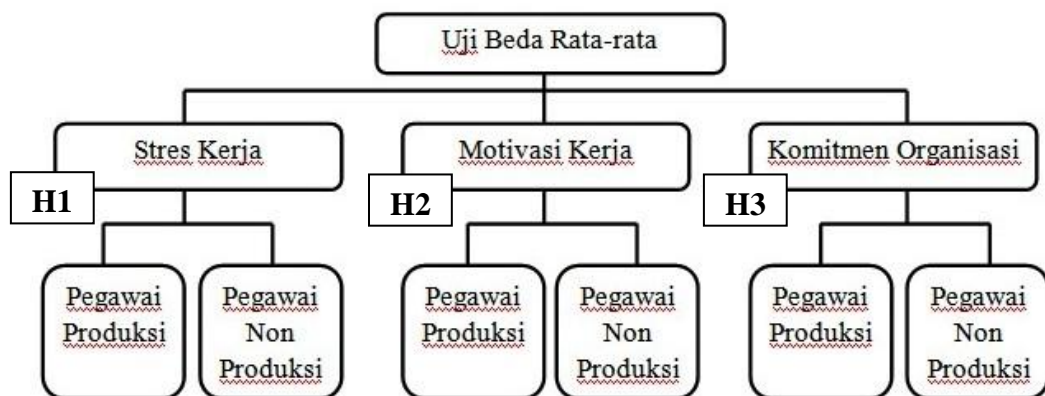 Uji Beda Rata-rata
Stres Kerja
Motivasi Kerja
Komitmen Organisasi
H1
H2
H3
Pegawai
Produksi
Pegawai
Non
Produksi
Pegawai
Produksi
Pegawai
Non
Produksi
Pegawai
Produksi
Pegawai
Non
Produksi